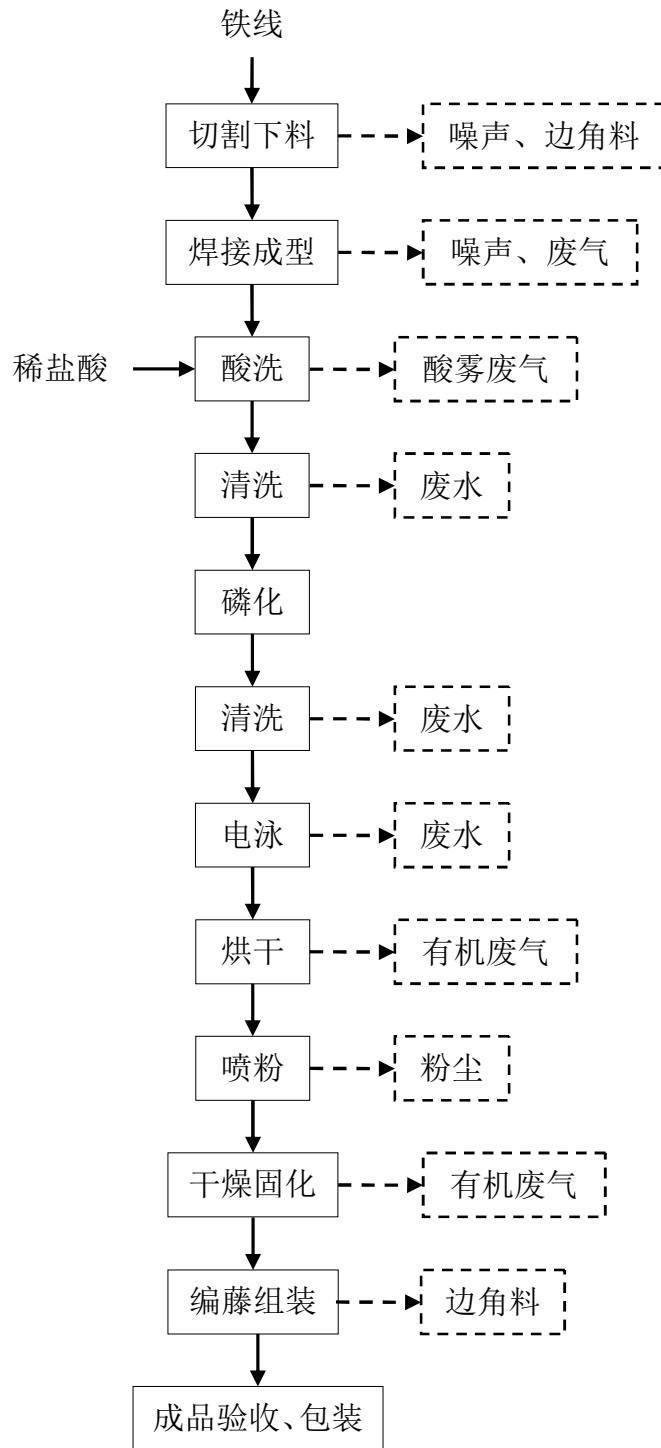 铁线
切割下料
噪声、边角料
焊接成型
噪声、废气
稀盐酸
酸洗
酸雾废气
清洗
废水
磷化
清洗
废水
电泳
废水
烘干
有机废气
喷粉
粉尘
干燥固化
有机废气
编藤组装
边角料
成品验收、包装